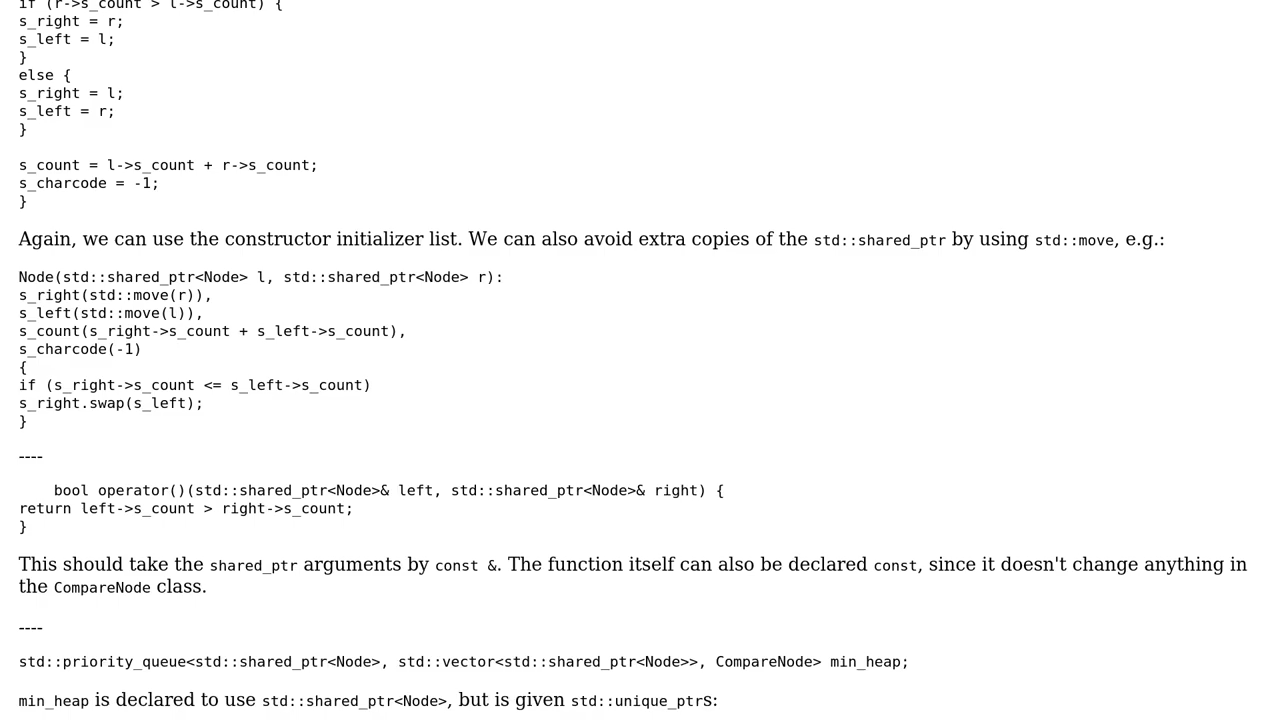 if (r->s_count > l->s_count) {
s_right = r;
s_left = l;
}
else {
s_right = l;
s_left = r;
}
s_count = l->s_count + r->s_count;
s_charcode = -1;
}
Again, we can use the constructor initializer list. We can also avoid extra copies of the std::shared_ptr by using std::move, e.g.:
Node(std::shared_ptr<Node> l, std::shared_ptr<Node> r):
s_right(std::move(r)),
s_left(std::move(l)),
s_count(s_right->s_count + s_left->s_count),
s_charcode(-1)
{
if (s_right->s_count <= s_left->s_count)
s_right.swap(s_left);
}
----
bool operator()(std::shared_ptr<Node>& left, std::shared_ptr<Node>& right) {
return left->s_count > right->s_count;
}
This should take the shared_ptr arguments by const &. The function itself can also be declared const, since it doesn't change anything in
the CompareNode class.
----
std::priority_queue<std::shared_ptr<Node>, std::vector<std::shared_ptr<Node>>, CompareNode> min_heap;
min_heap is declared to use std::shared_ptr<Node>, but is given std::unique_ptrs: